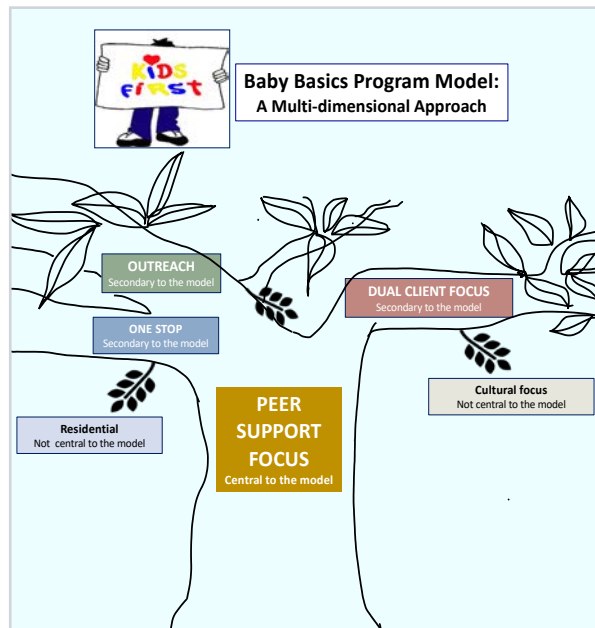 KiDS
FiRST
Baby Basics Program Model:
A Multi-dimensional Approach
OUTREACH
Secondary to the model
DUAL CLIENT FOCUS
Secondary to the model
ONE STOP
Secondary to the model
PEER
SUPPORT
FOCUS
Central to the model
Cultural focus
Not central to the model
Residential
Not central to the model